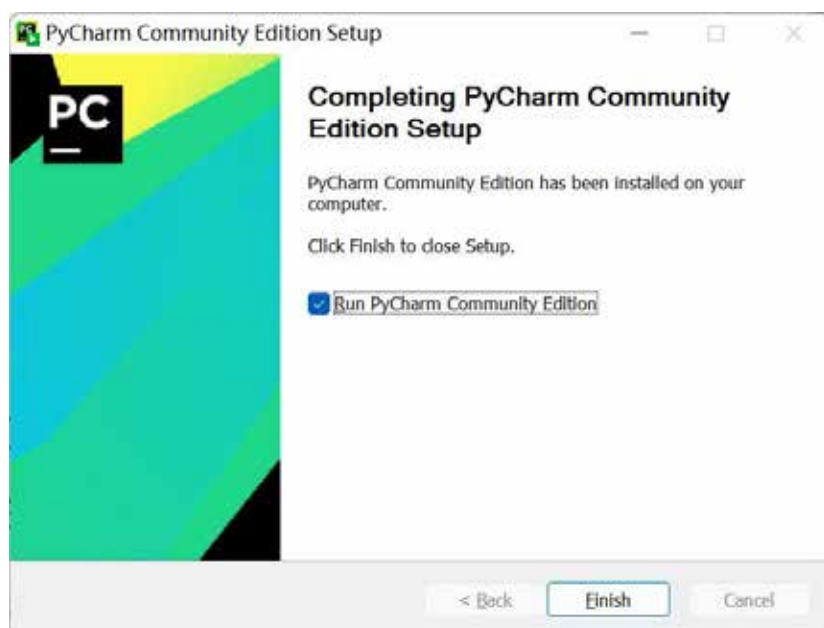 PyCharm Community Edition Setup
PC
Completing PyCharm Community
Edition Setup
PyCharm Community Edition has been installed on your
computer.
Click Finish to close Setup.
Run PyCharm Community Edition
< Back Finish Cancel